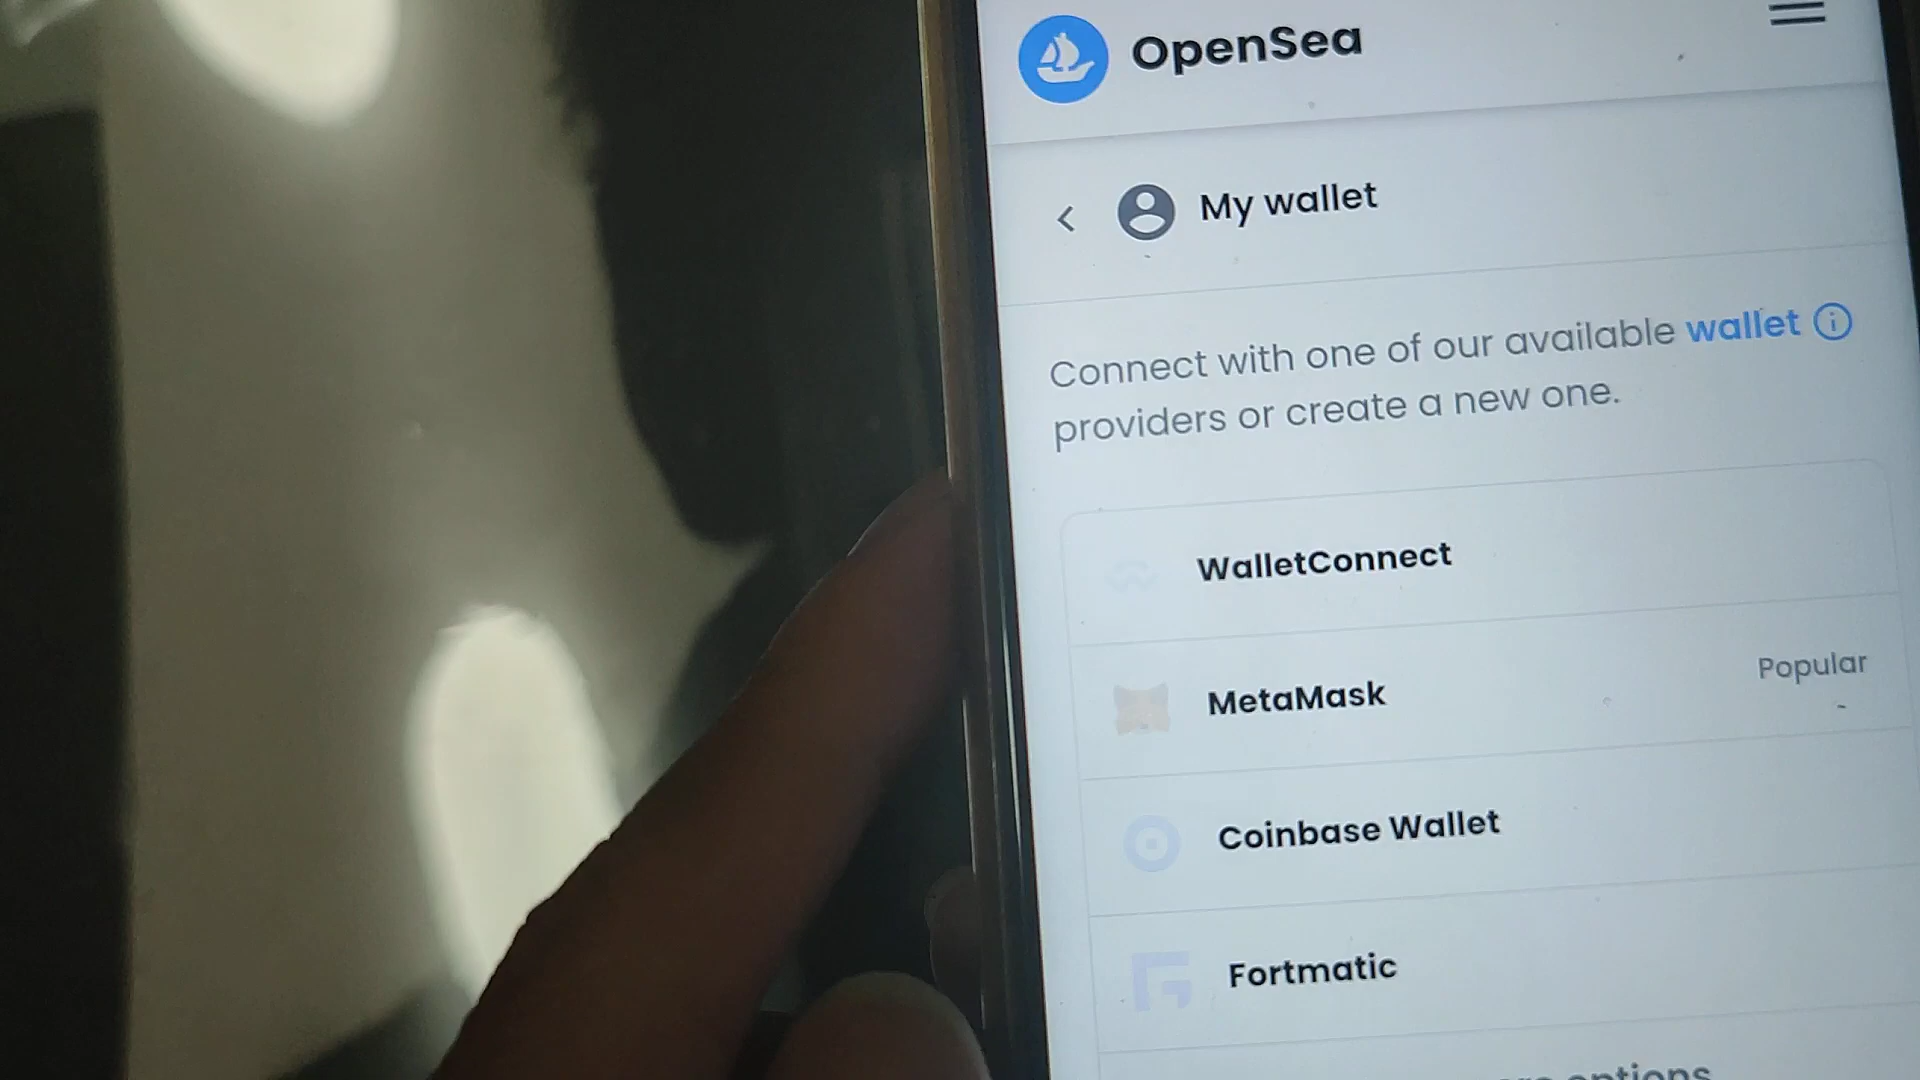 OpenSea
My wallet
Connect with one of our available wallet
providers or create a new one.
WalletConnect
MetaMask
Popular
Coinbase Wallet
Fortmatic
options